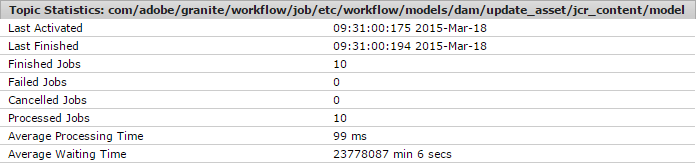 Topic Statistics: com/adobe/granite/workflow/job/etc/workflow/models/dam/update_asset/jcr_content/model
Last Activated 09:31:00:175 2015-Mar-18
Last Finished 09:31:00:194 2015-Mar-18
Finished Jobs 10
Failed Jobs 0
Cancelled Jobs 0
Processed Jobs 10
Average Processing Time 99 ms
Average Waiting Time 23778087 min 6 secs